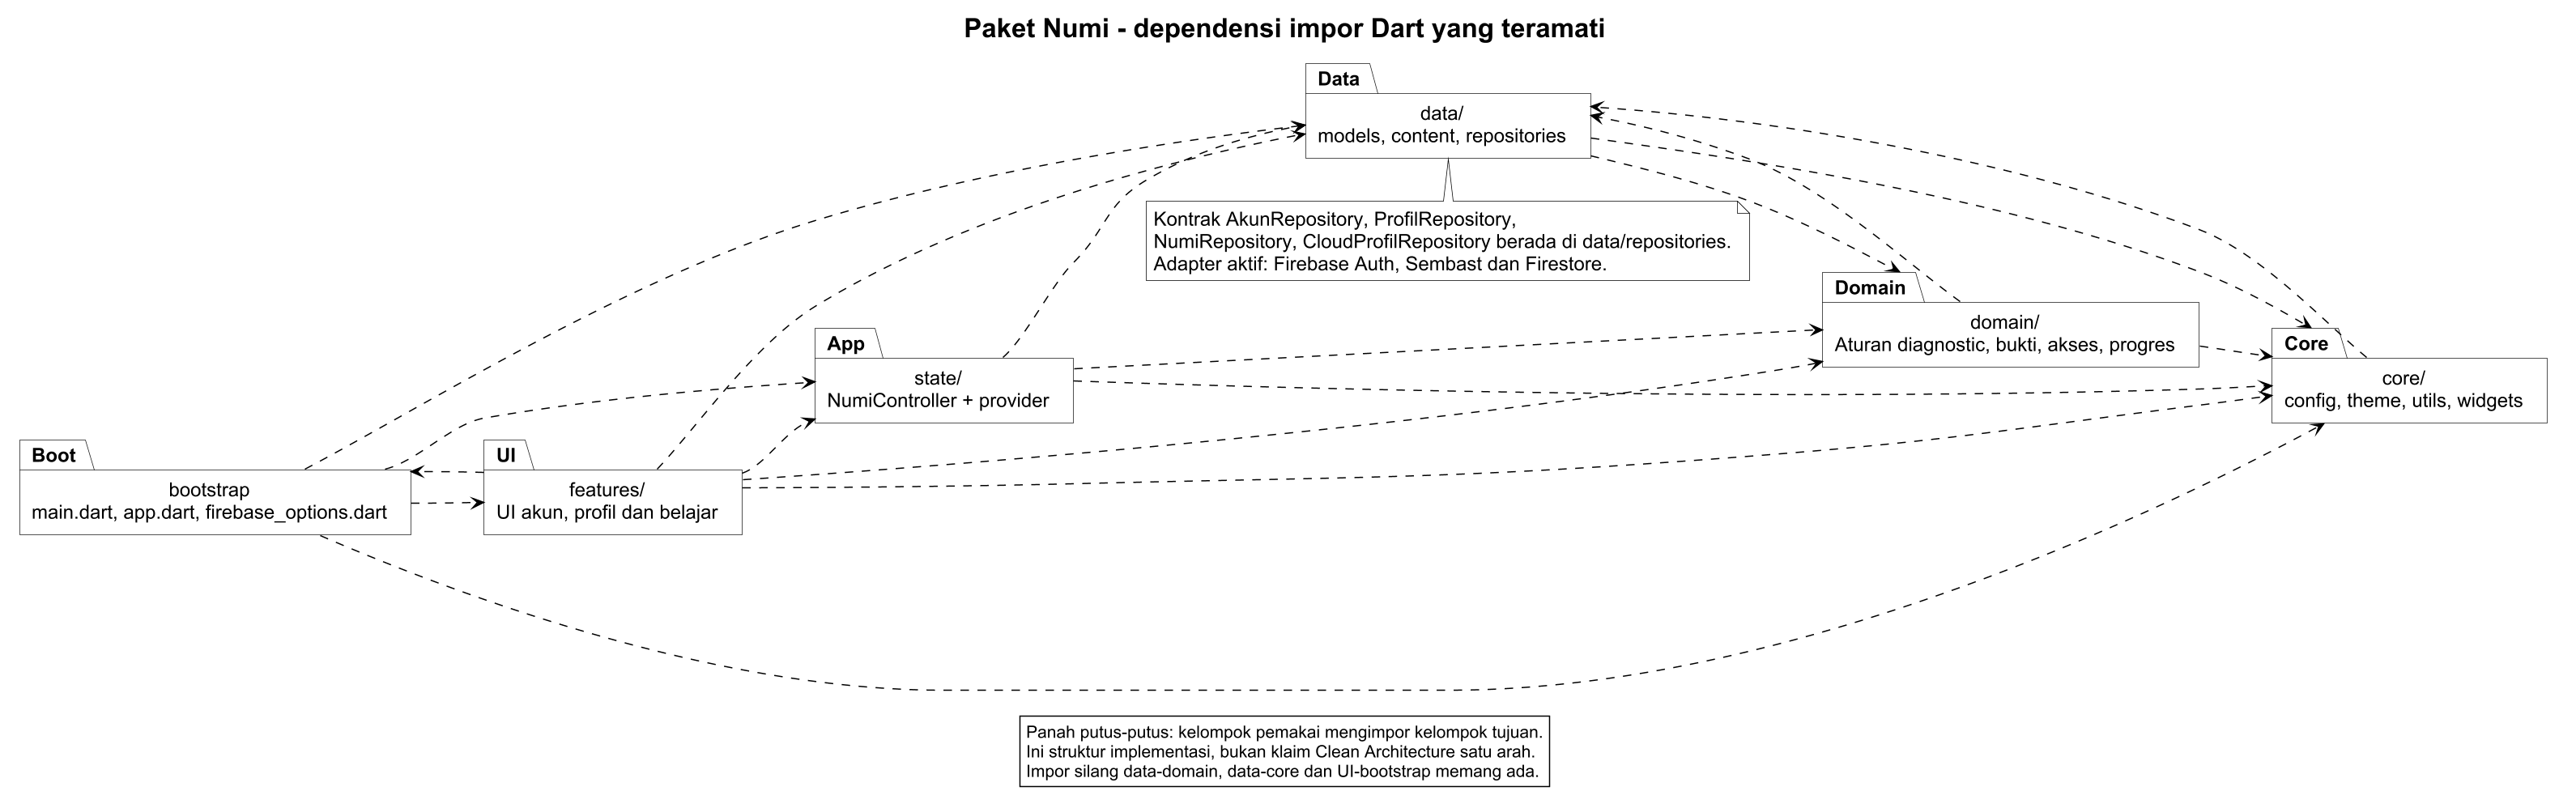 Paket Numi - dependensi impor Dart yang teramati
Data
data/
models, content, repositories
Kontrak AkunRepository, ProfilRepository,
NumiRepository, CloudProfilRepository berada di data/repositories.
Adapter aktif: Firebase Auth, Sembast dan Firestore.
Domain
domain/
Aturan diagnostic, bukti, akses, progres
App
state/
NumiController + provider
Core
core/
config, theme, utils, widgets
Boot
bootstrap
main.dart, app.dart, firebase_options.dart
UI
features/
UI akun, profil dan belajar
Panah putus-putus: kelompok pemakai mengimpor kelompok tujuan.
Ini struktur implementasi, bukan klaim Clean Architecture satu arah.
Impor silang data-domain, data-core dan UI-bootstrap memang ada.